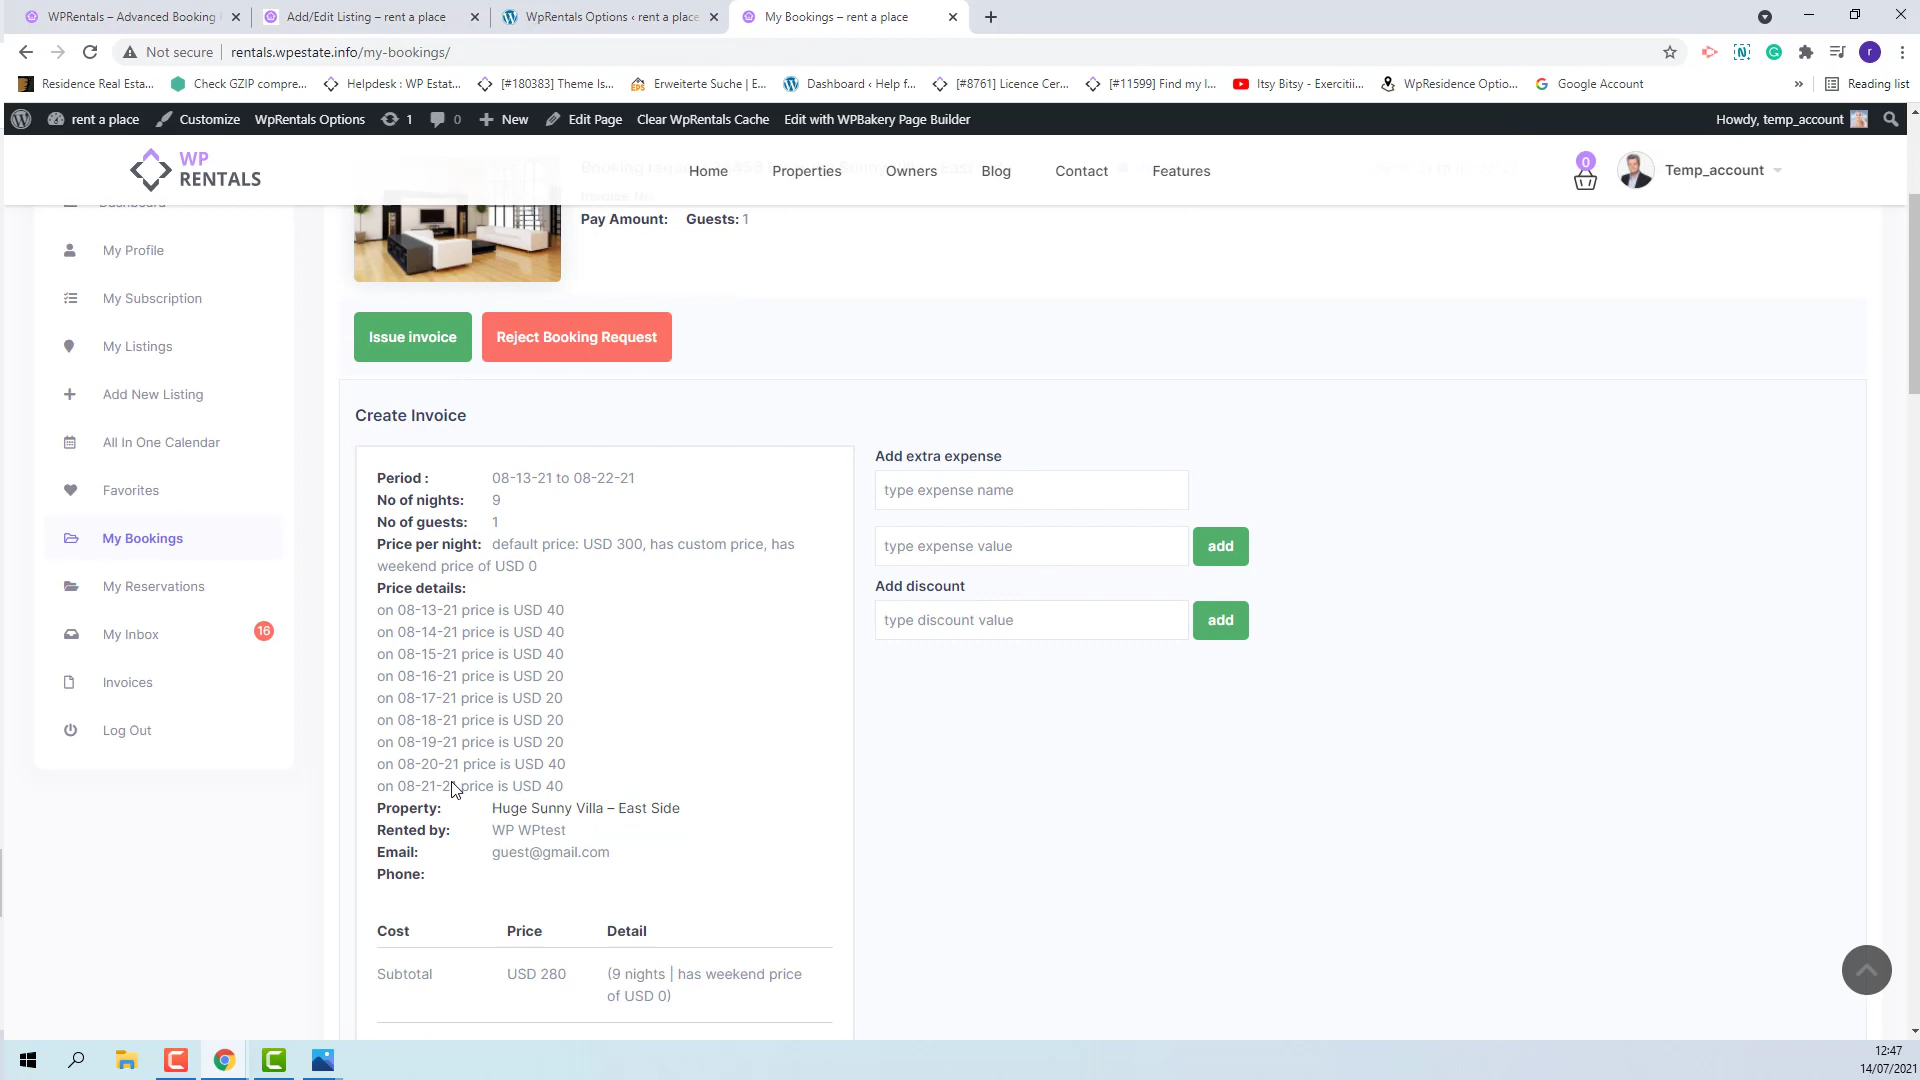 WPRentals – Advanced Booking
Add/Edit Listing – rent a place
WpRentals Options ‹ rent a place
My Bookings – rent a place
Not secure
rentals.wpestate.info/my-bookings/
r
Residence Real Esta...
Check GZIP compre...
Helpdesk : WP Estat...
[#180383] Theme Is...
Erweiterte Suche | E...
Dashboard ‹ Help f...
[#8761] Licence Cer...
[#11599] Find my l...
Itsy Bitsy - Exercitii...
WpResidence Optio...
Google Account
»
Reading list
rent a place
Customize
WpRentals Options
1
0
New
Edit Page
Clear WpRentals Cache
Edit with WPBakery Page Builder
Howdy, temp_account
WP
RENTALS
Home
Properties
Owners
Blog
Contact
Features
0
Temp_account
Dashboard
My Profile
My Subscription
My Listings
Add New Listing
All In One Calendar
Favorites
My Bookings
My Reservations
My Inbox
16
Invoices
Log Out
Pay Amount: Guests: 1
Issue invoice
Reject Booking Request
Create Invoice
Period : 08-13-21 to 08-22-21
No of nights: 9
No of guests: 1
Price per night: default price: USD 300, has custom price, has
weekend price of USD 0
Price details:
on 08-13-21 price is USD 40
on 08-14-21 price is USD 40
on 08-15-21 price is USD 40
on 08-16-21 price is USD 20
on 08-17-21 price is USD 20
on 08-18-21 price is USD 20
on 08-19-21 price is USD 20
on 08-20-21 price is USD 40
on 08-21-21 price is USD 40
Property: Huge Sunny Villa – East Side
Rented by: WP WPtest
Email: guest@gmail.com
Phone:
Cost Price Detail
Subtotal USD 280 (9 nights | has weekend price
of USD 0)
Add extra expense
type expense name
type expense value
add
Add discount
type discount value
add
12:47
14/07/2021